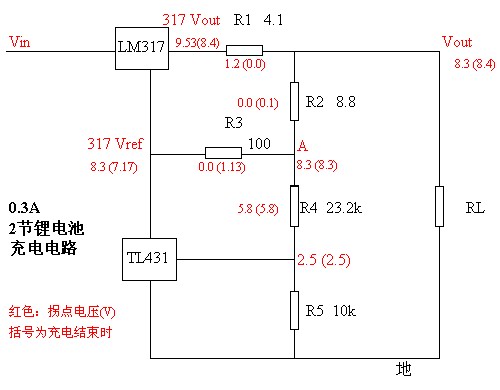 317 Vout R1 4.1
Vin
LM317
9.53(8.4)
Vout
1.2 (0.0)
8.3 (8.4)
0.0 (0.1)
R2 8.8
R3
317 Vref
100
A
8.3 (7.17)
0.0 (1.13)
8.3 (8.3)
0.3A
2节锂电池
充电电路
5.8 (5.8)
R4 23.2k
RL
TL431
2.5 (2.5)
红色：拐点电压(V)
括号为充电结束时
R5 10k
地